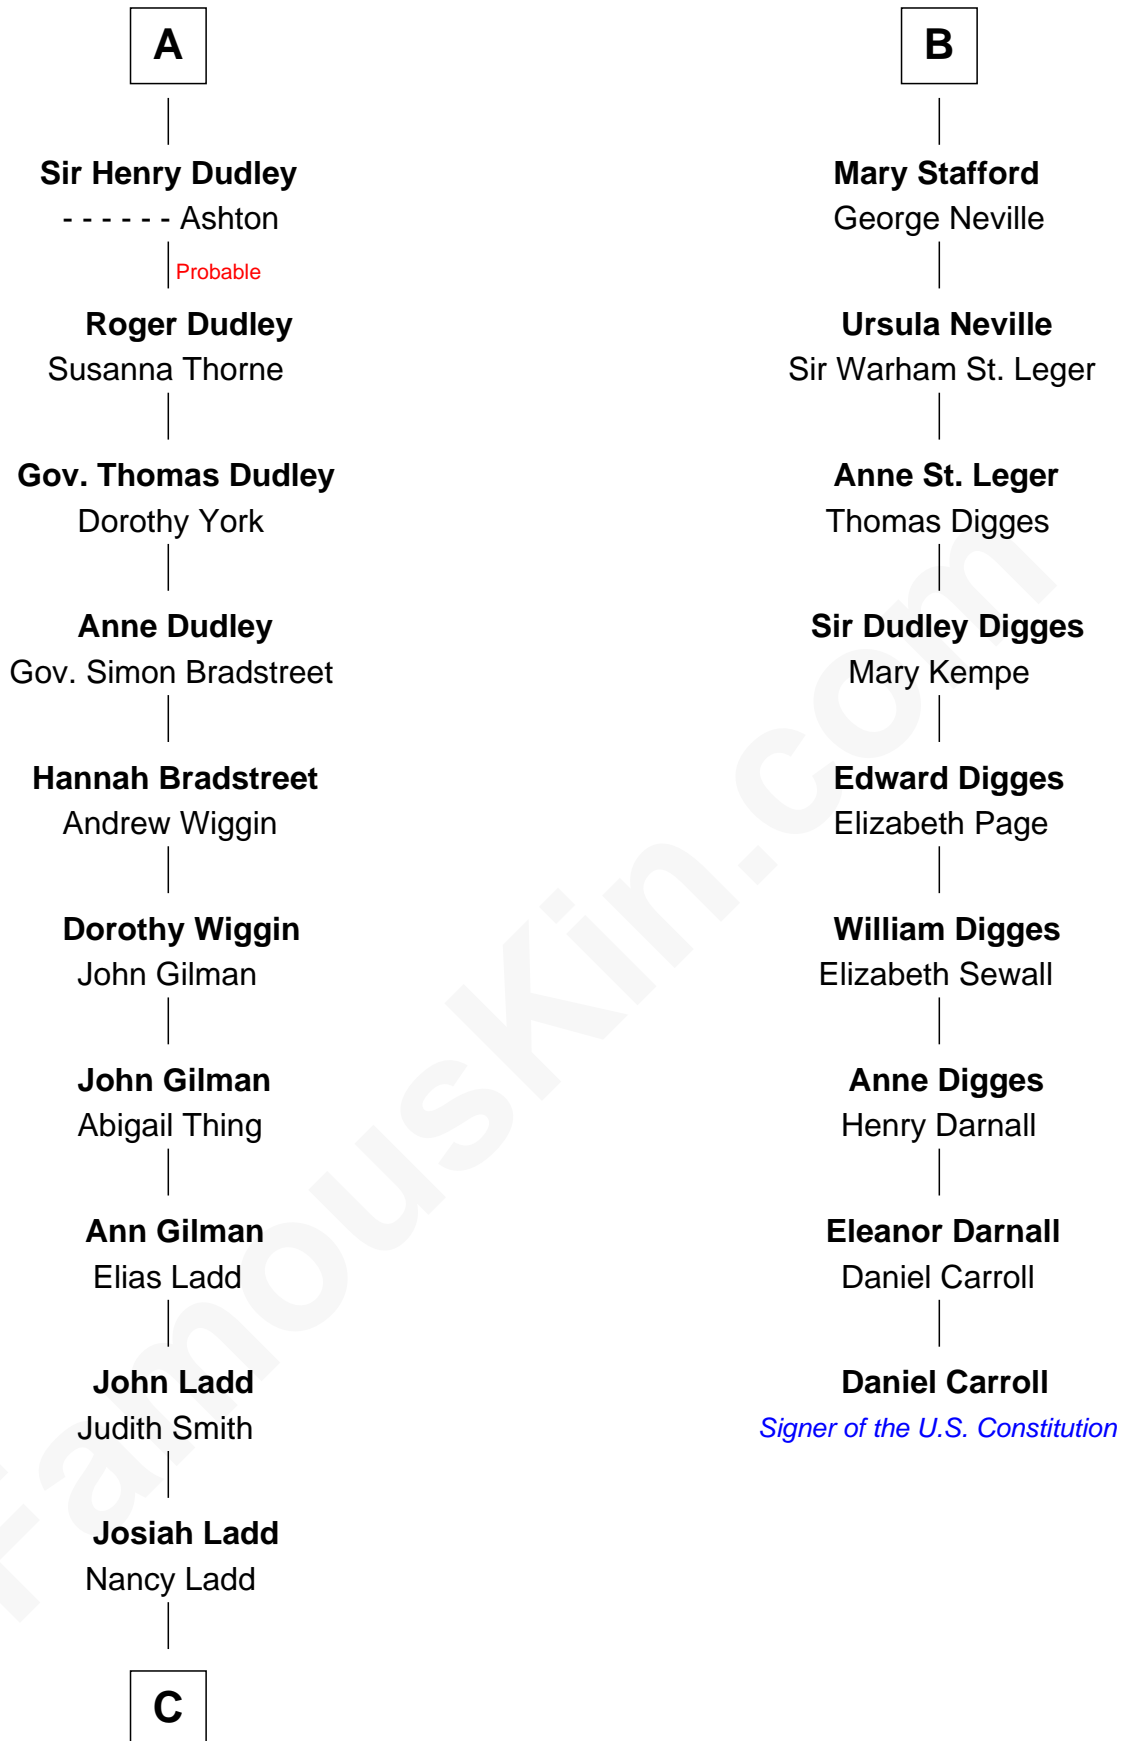 A
Sir Henry Dudley
- - - - - - Ashton
Probable
Roger Dudley
Susanna Thorne
Gov. Thomas Dudley
Dorothy York
Anne Dudley
Gov. Simon Bradstreet
Hannah Bradstreet
Andrew Wiggin
Dorothy Wiggin
John Gilman
John Gilman
Abigail Thing
Ann Gilman
Elias Ladd
John Ladd
Judith Smith
Josiah Ladd
Nancy Ladd
C
B
Mary Stafford
George Neville
Ursula Neville
Sir Warham St. Leger
Anne St. Leger
Thomas Digges
Sir Dudley Digges
Mary Kempe
Edward Digges
Elizabeth Page
William Digges
Elizabeth Sewall
Anne Digges
Henry Darnall
Eleanor Darnall
Daniel Carroll
Daniel Carroll
Signer of the U.S. Constitution
FamousKin.com